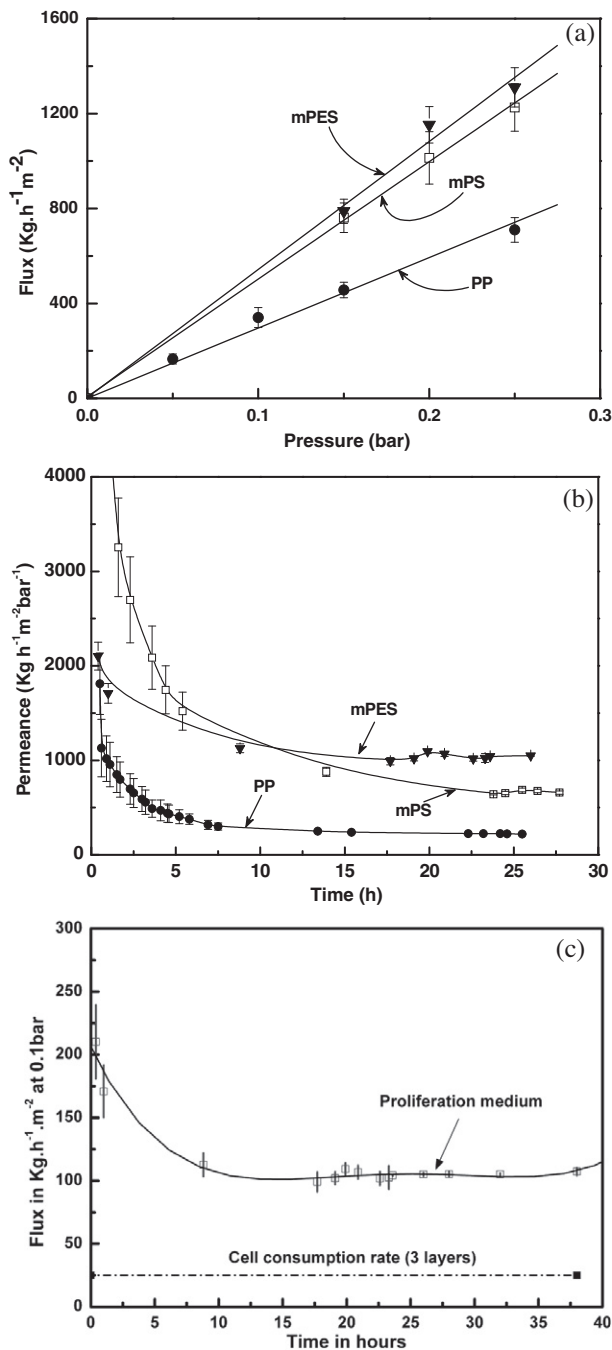 (a)
1600
1200
800
400
0
Flux (Kg.h-1m-2)
mPES
mPS
PP
0.0 0.1 0.2 0.3
Pressure (bar)
(b)
4000
3000
2000
1000
0
Permeance (Kg h-1m-2bar-1)
mPES
PP
mPS
0 5 10 15 20 25 30
Time (h)
(c)
300
250
200
150
100
50
0
Flux in Kg.h-1.m-2 at 0.1bar
Proliferation medium
Cell consumption rate (3 layers)
0 5 10 15 20 25 30 35 40
Time in hours